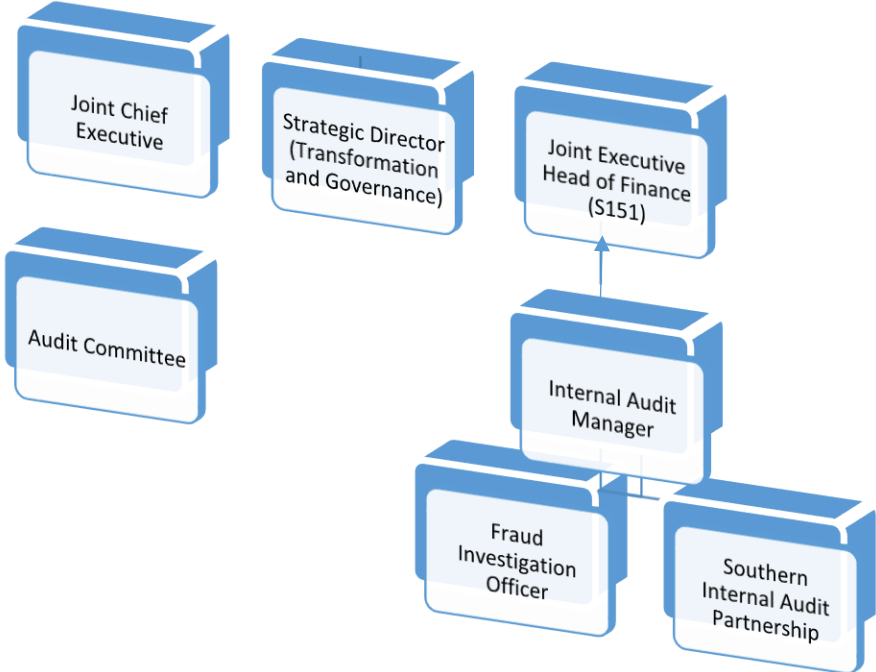 Joint Chief
Executive
Strategic Director
(Transformation
and Governance)
Joint Executive
Head of Finance
(S151)
Audit Committee
Internal Audit
Manager
Fraud
Investigation
Officer
Southern
Internal Audit
Partnership